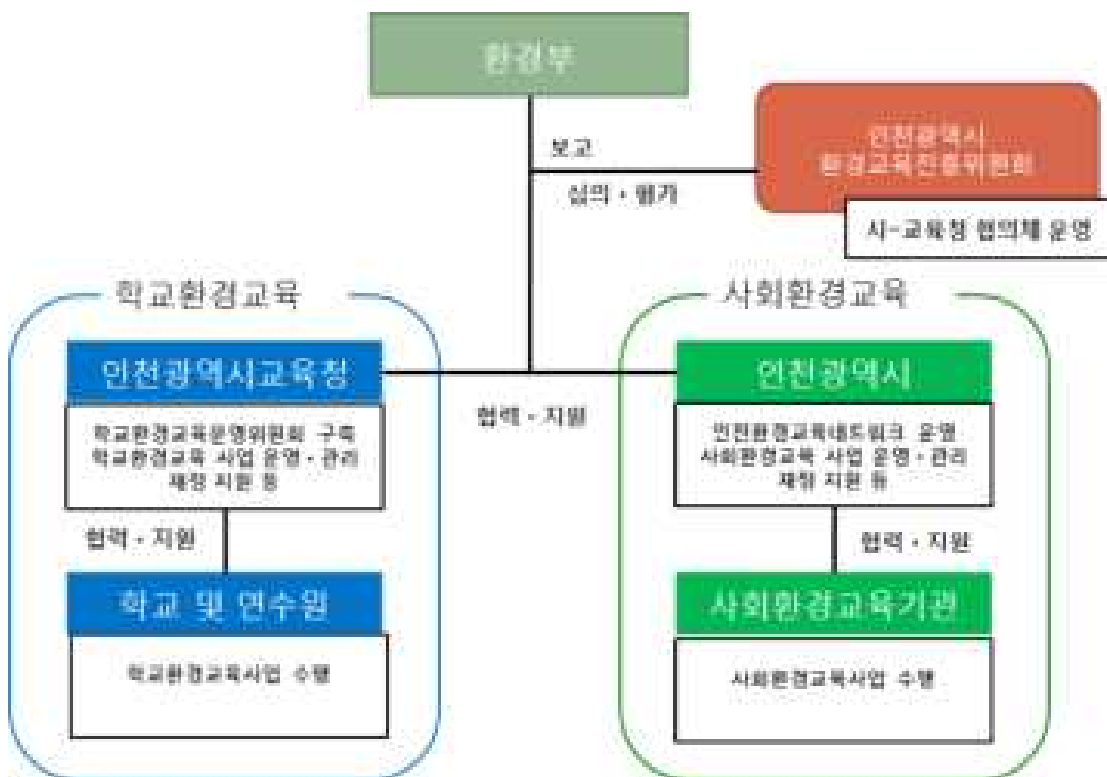 환경부
인천광역시
환경교육진흥위원회
보고
심의·평가
시-교육청 협의체 운영
학교환경교육
사회환경교육
인천광역시교육청
인천광역시
학교환경교육운영위원회 구축
학교환경교육 사업 운영·관리
재정 지원 등
협력·지원
인천환경교육네트워크 운영
사회환경교육 사업 운영·관리
재정 지원 등
협력·지원
협력·지원
학교 및 연수원
사회환경교육기관
학교환경교육사업 수행
사회환경교육사업 수행